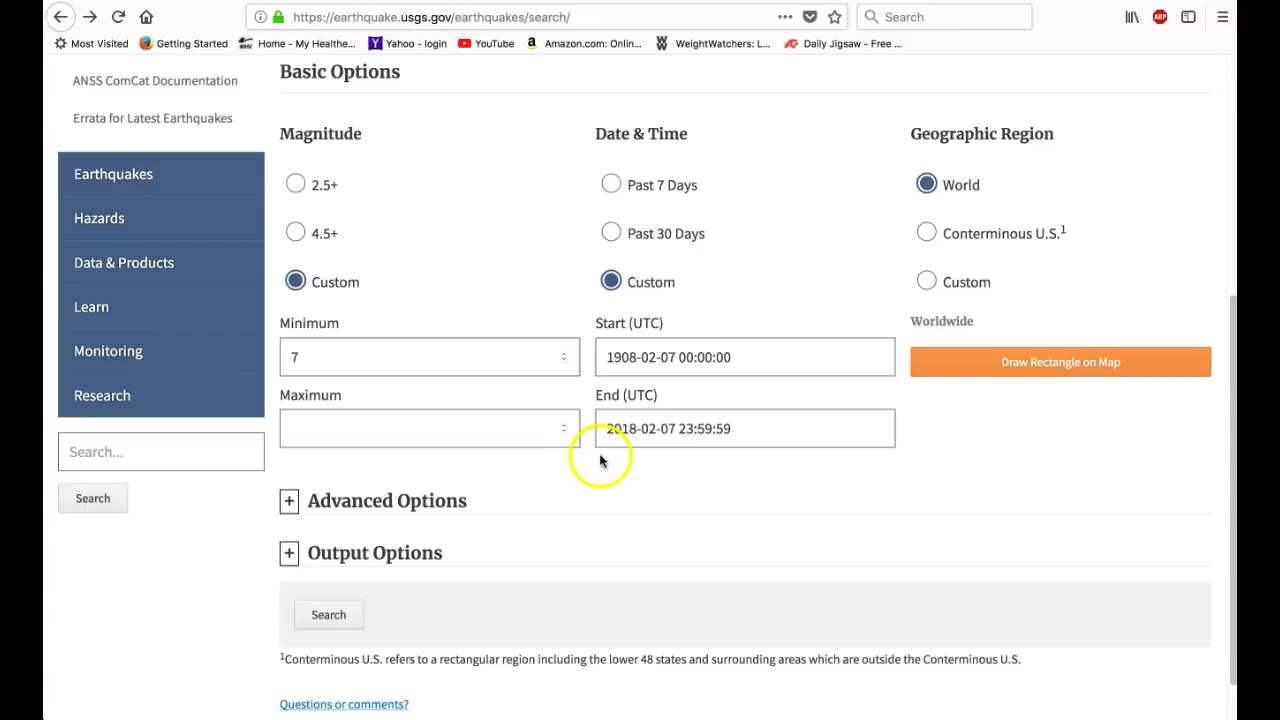 https://earthquake.usgs.gov/earthquakes/search/
Search
Most Visited
Getting Started
Home - My Healthe...
Yahoo - login
YouTube
Amazon.com: Onlin...
WeightWatchers: L...
Daily Jigsaw - Free ...
ABP
ANSS ComCat Documentation
Errata for Latest Earthquakes
Earthquakes
Hazards
Data & Products
Learn
Monitoring
Research
Search...
Search
Basic Options
Magnitude
2.5+
4.5+
Custom
Minimum
7
Maximum
Date & Time
Past 7 Days
Past 30 Days
Custom
Start (UTC)
1908-02-07 00:00:00
End (UTC)
2018-02-07 23:59:59
Geographic Region
World
Conterminous U.S.1
Custom
Worldwide
Draw Rectangle on Map
+ Advanced Options
+ Output Options
Search
1Conterminous U.S. refers to a rectangular region including the lower 48 states and surrounding areas which are outside the Conterminous U.S.
Questions or comments?